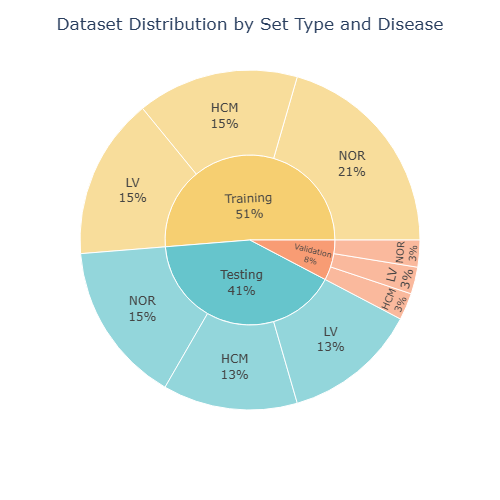 Dataset Distribution by Set Type and Disease
HCM
15%
NOR
21%
LV
15%
Training
51%
Validation
8%
NOR
3%
LV
3%
HCM
3%
Testing
41%
NOR
15%
HCM
13%
LV
13%